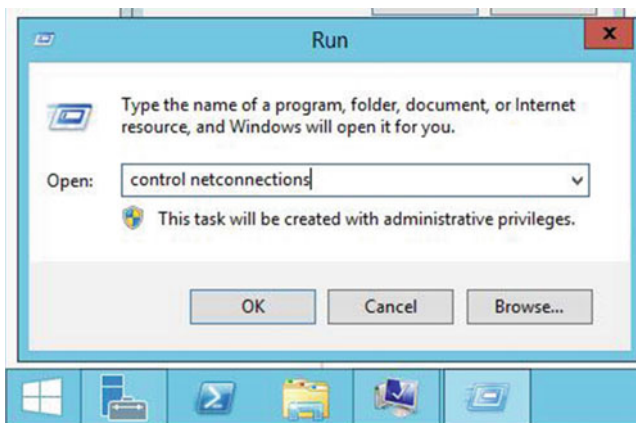 Run
x
Type the name of a program, folder, document, or Internet
resource, and Windows will open it for you.
Open: control netconnections
This task will be created with administrative privileges.
OK Cancel Browse...